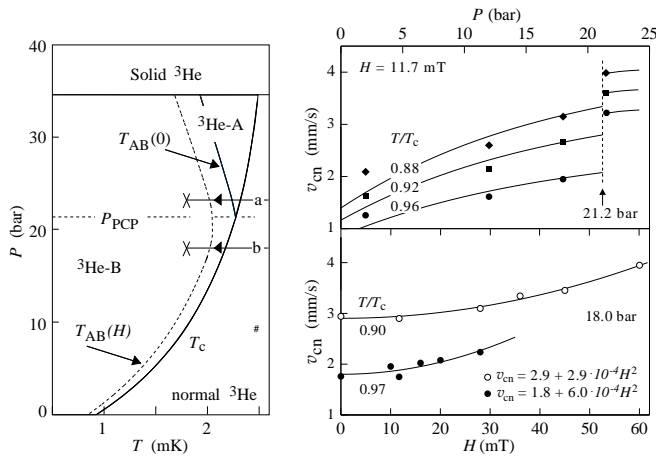 40
30
20
10
0
P (bar)
Solid ³He
³He-A
T_AB(0)
a
P_PCP
b
³He-B
T_AB(H)
T_c
#
normal ³He
1
2
T (mK)
P (bar)
0
5
10
15
20
25
H = 11.7 mT
4
3
2
1
v_cn (mm/s)
T/T_c
0.88
0.92
0.96
21.2 bar
4
3
2
1
v_cn (mm/s)
T/T_c
0.90
18.0 bar
0.97
v_cn = 2.9 + 2.9 · 10⁻⁴H²
v_cn = 1.8 + 6.0 · 10⁻⁴H²
0
10
20
30
40
50
60
H (mT)